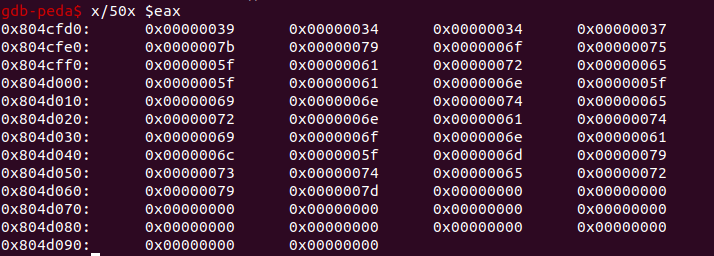 gdb-peda$ x/50x $eax
0x804cfd0: 0x00000039 0x00000034 0x00000034 0x00000037
0x804cfe0: 0x0000007b 0x00000079 0x0000006f 0x00000075
0x804cff0: 0x0000005f 0x00000061 0x00000072 0x00000065
0x804d000: 0x0000005f 0x00000061 0x0000006e 0x0000005f
0x804d010: 0x00000069 0x0000006e 0x00000074 0x00000065
0x804d020: 0x00000072 0x0000006e 0x00000061 0x00000074
0x804d030: 0x00000069 0x0000006f 0x0000006e 0x00000061
0x804d040: 0x0000006c 0x0000005f 0x0000006d 0x00000079
0x804d050: 0x00000073 0x00000074 0x00000065 0x00000072
0x804d060: 0x00000079 0x0000007d 0x00000000 0x00000000
0x804d070: 0x00000000 0x00000000 0x00000000 0x00000000
0x804d080: 0x00000000 0x00000000 0x00000000 0x00000000
0x804d090: 0x00000000 0x00000000